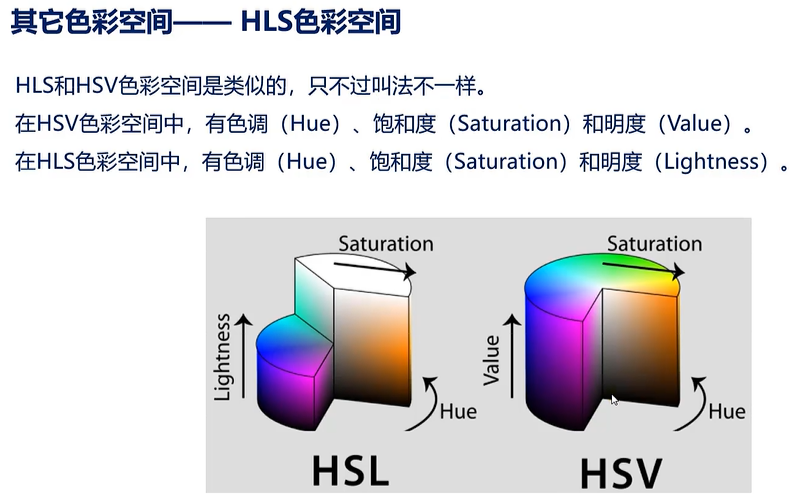 其它色彩空间—— HLS色彩空间
HLS和HSV色彩空间是类似的，只不过叫法不一样。
在HSV色彩空间中，有色调（Hue）、饱和度（Saturation）和明度（Value）。
在HLS色彩空间中，有色调（Hue）、饱和度（Saturation）和明度（Lightness）。
Saturation
Lightness
Hue
HSL
Saturation
Value
Hue
HSV